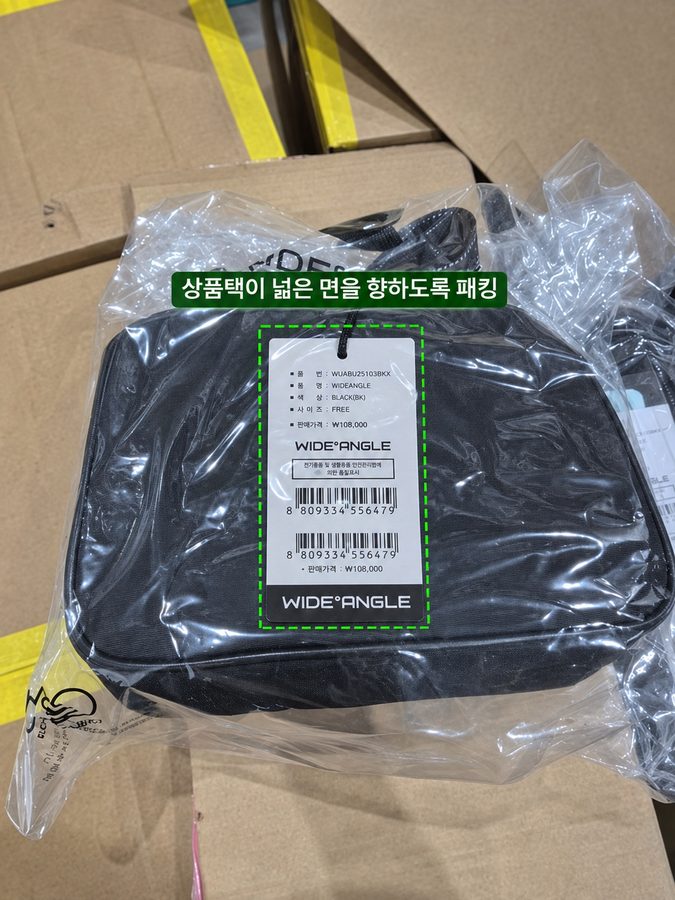 WIDE°
상품택이 넓은 면을 향하도록 패킹
▪ 품 번 : WUABU25103BKX
▪ 품 명 : WIDEANGLE
▪ 색 상 : BLACK(BK)
▪ 사 이 즈 : FREE
▪ 판매가격 : ₩108,000
WIDE°ANGLE
전기용품 및 생활용품 안전관리법에
의한 품질표시
8 809334 556479
8 809334 556479
• 판매가격 : ₩108,000
WIDE°ANGLE